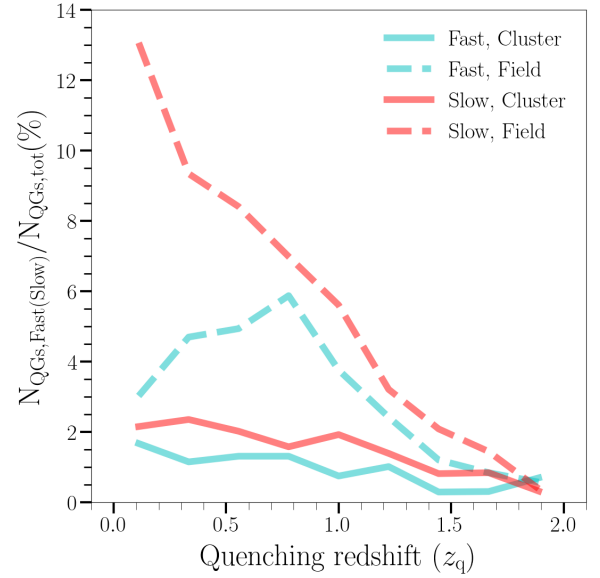 14
12
10
8
6
4
2
0
N_QGs,Fast(Slow)/N_QGs,tot(%)
Fast, Cluster
Fast, Field
Slow, Cluster
Slow, Field
0.0 0.5 1.0 1.5 2.0
Quenching redshift (z_q)